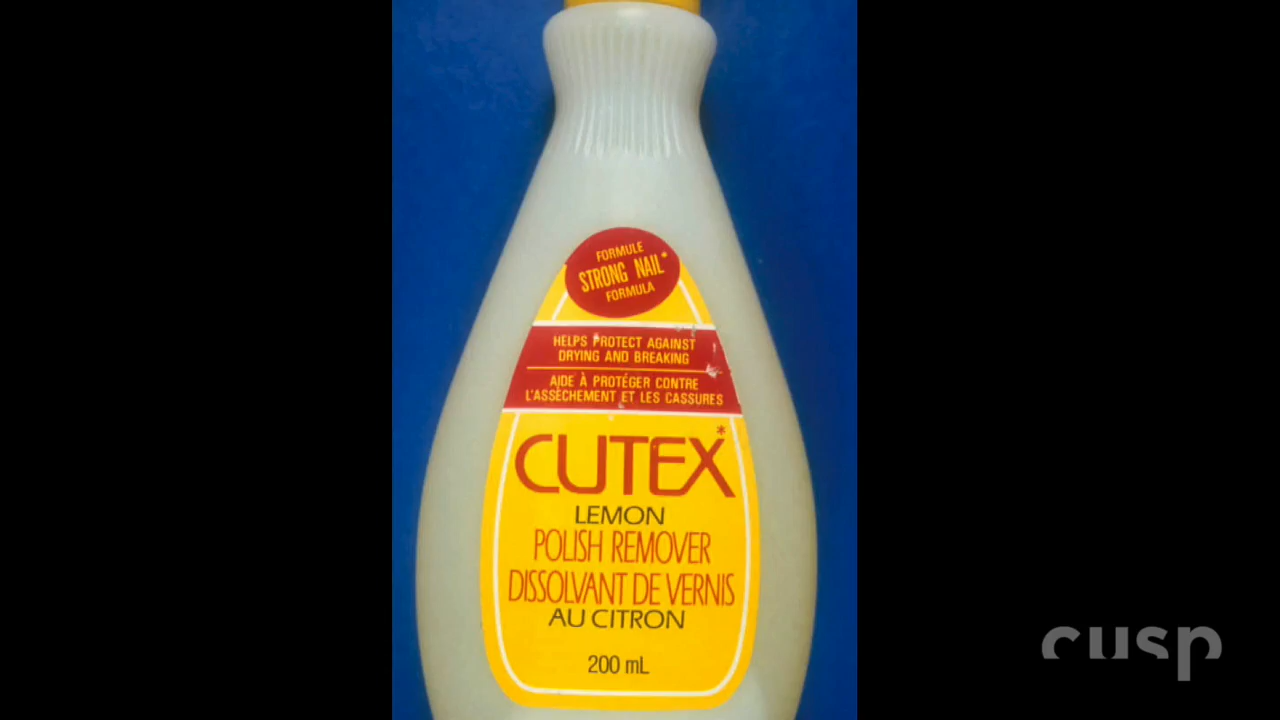 FORMULE
STRONG NAIL*
FORMULA
HELPS PROTECT AGAINST
DRYING AND BREAKING
AIDE À PROTÉGER CONTRE
L'ASSÈCHEMENT ET LES CASSURES
CUTEX*
LEMON
POLISH REMOVER
DISSOLVANT DE VERNIS
AU CITRON
200 mL
cusp